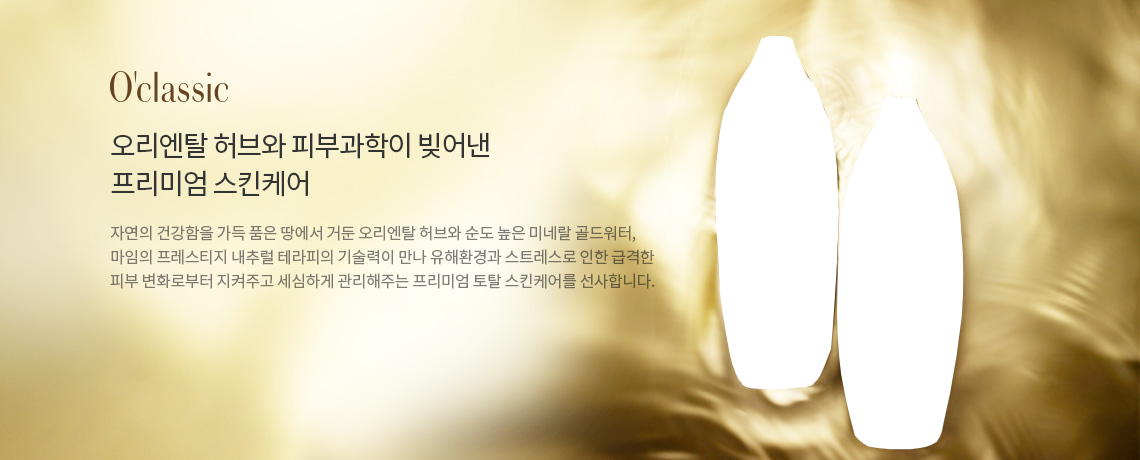 O'classic
오리엔탈 허브와 피부과학이 빚어낸
프리미엄 스킨케어
자연의 건강함을 가득 품은 땅에서 거둔 오리엔탈 허브와 순도 높은 미네랄 골드워터,
마임의 프레스티지 내추럴 테라피의 기술력이 만나 유해환경과 스트레스로 인한 급격한
피부 변화로부터 지켜주고 세심하게 관리해주는 프리미엄 토탈 스킨케어를 선사합니다.